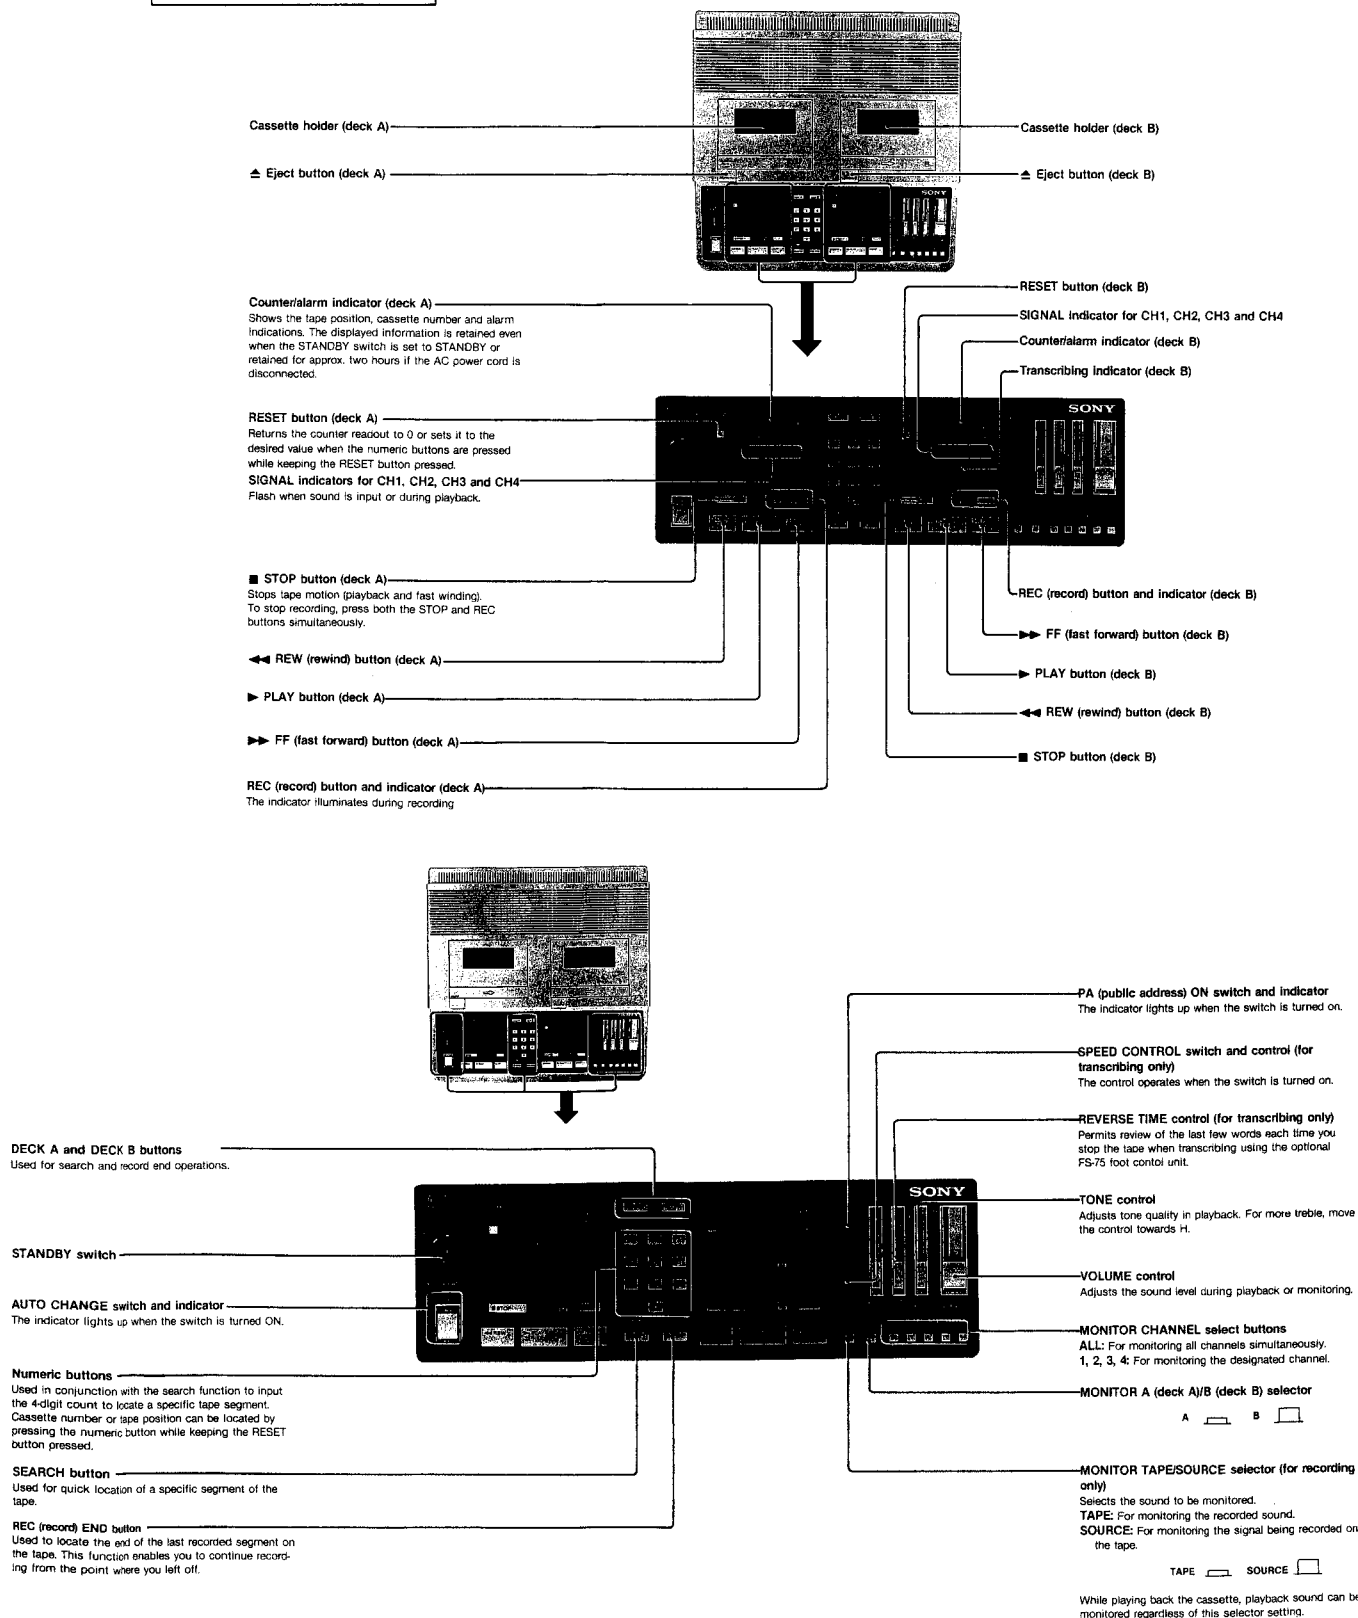 Cassette holder (deck A)
Cassette holder (deck B)
≜ Eject button (deck A)
≜ Eject button (deck B)
SONY
Counter/alarm indicator (deck A)
Shows the tape position, cassette number and alarm
indications. The displayed information is retained even
when the STANDBY switch is set to STANDBY or
retained for approx. two hours if the AC power cord is
disconnected.
RESET button (deck A)
Returns the counter readout to 0 or sets it to the
desired value when the numeric buttons are pressed
while keeping the RESET button pressed.
SIGNAL indicators for CH1, CH2, CH3 and CH4
Flash when sound is input or during playback.
■ STOP button (deck A)
Stops tape motion (playback and fast winding).
To stop recording, press both the STOP and REC
buttons simultaneously.
◀◀ REW (rewind) button (deck A)
▶ PLAY button (deck A)
▶▶ FF (fast forward) button (deck A)
REC (record) button and indicator (deck A)
The indicator illuminates during recording
RESET button (deck B)
SIGNAL indicator for CH1, CH2, CH3 and CH4
Counter/alarm indicator (deck B)
Transcribing indicator (deck B)
SONY
REC (record) button and indicator (deck B)
▶▶ FF (fast forward) button (deck B)
▶ PLAY button (deck B)
◀◀ REW (rewind) button (deck B)
■ STOP button (deck B)
DECK A and DECK B buttons
Used for search and record end operations.
STANDBY switch
AUTO CHANGE switch and indicator
The indicator lights up when the switch is turned ON.
Numeric buttons
Used in conjunction with the search function to input
the 4-digit count to locate a specific tape segment.
Cassette number or tape position can be located by
pressing the numeric button while keeping the RESET
button pressed.
SEARCH button
Used for quick location of a specific segment of the
tape.
REC (record) END button
Used to locate the end of the last recorded segment on
the tape. This function enables you to continue record-
ing from the point where you left off.
SONY
PA (public address) ON switch and indicator
The indicator lights up when the switch is turned on.
SPEED CONTROL switch and control (for
transcribing only)
The control operates when the switch is turned on.
REVERSE TIME control (for transcribing only)
Permits review of the last few words each time you
stop the tape when transcribing using the optional
FS-75 foot contol unit.
TONE control
Adjusts tone quality in playback. For more treble, move
the control towards H.
VOLUME control
Adjusts the sound level during playback or monitoring.
MONITOR CHANNEL select buttons
ALL: For monitoring all channels simultaneously.
1, 2, 3, 4: For monitoring the designated channel.
MONITOR A (deck A)/B (deck B) selector
A B
MONITOR TAPE/SOURCE selector (for recording
only)
Selects the sound to be monitored.
TAPE: For monitoring the recorded sound.
SOURCE: For monitoring the signal being recorded on
the tape.
TAPE SOURCE
While playing back the cassette, playback sound can be
monitored regardless of this selector setting.